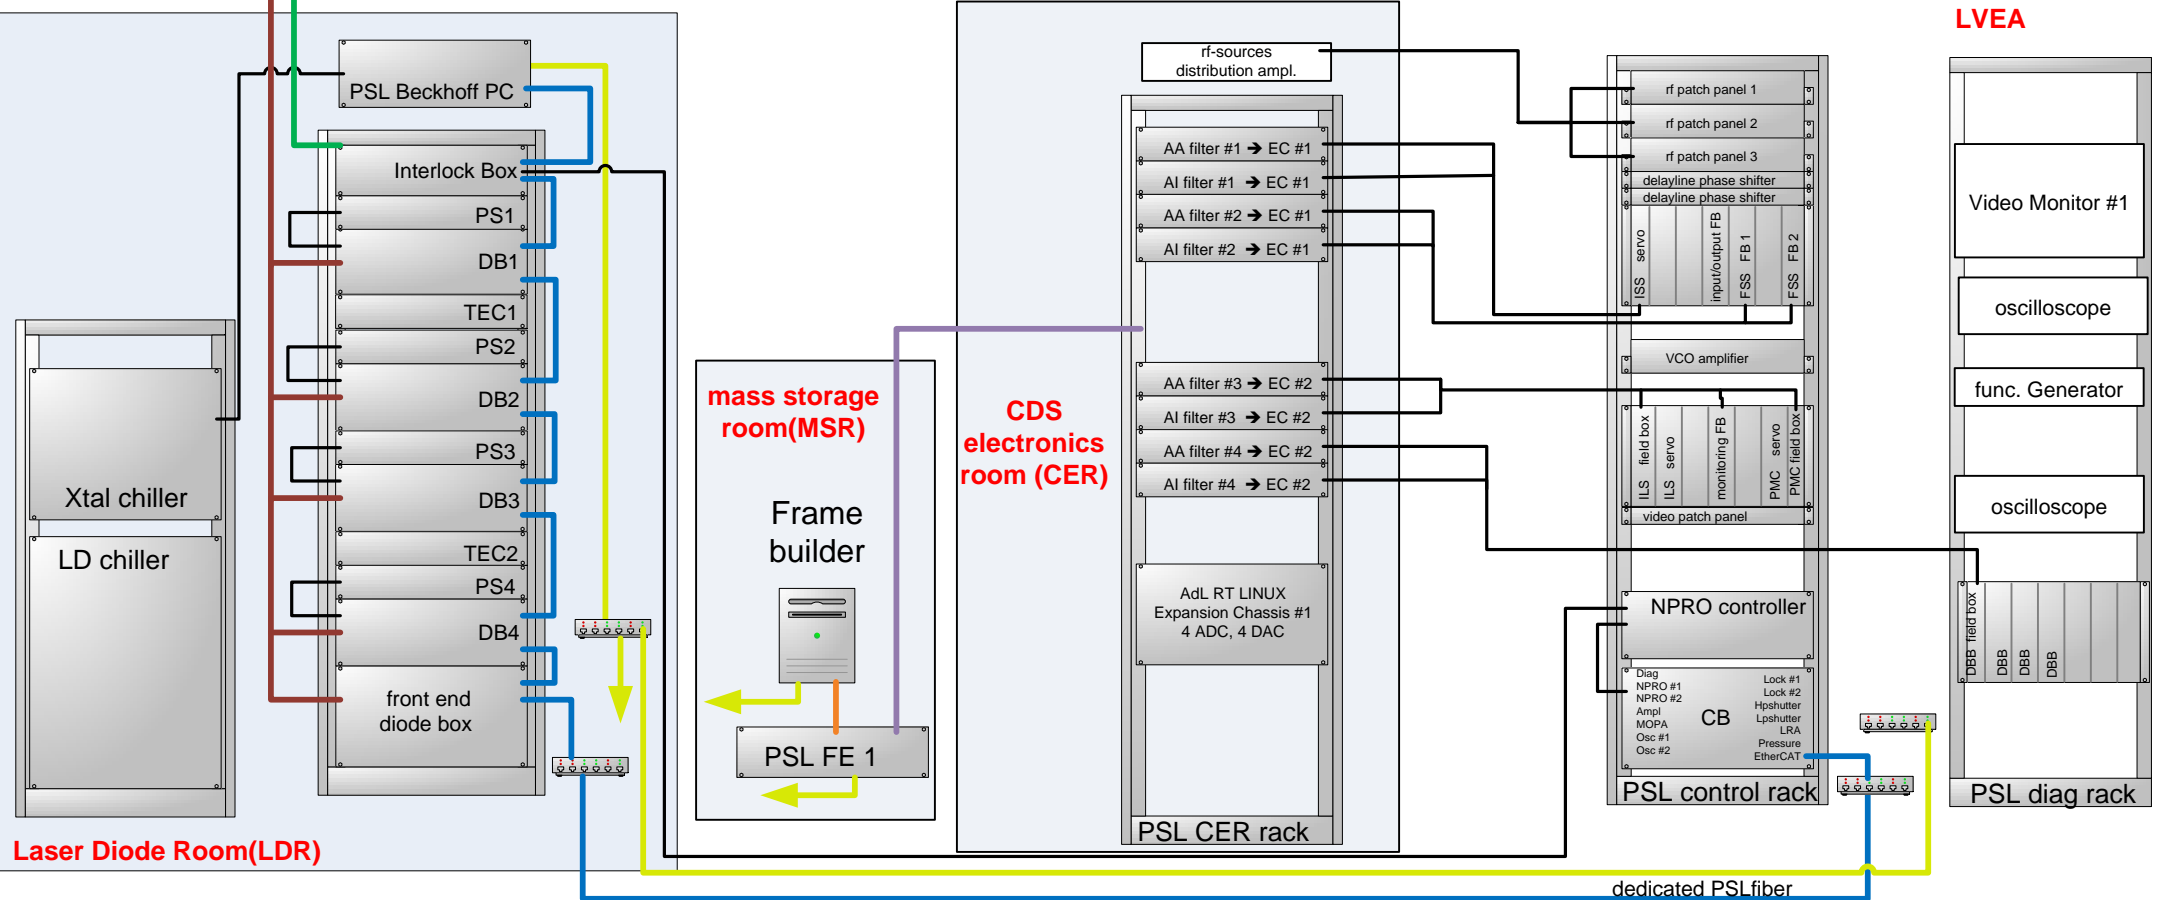 PSL Beckhoff PC
Interlock Box
PS1
DB1
TEC1
PS2
DB2
PS3
DB3
TEC2
PS4
DB4
front end
diode box
Xtal chiller
LD chiller
Laser Diode Room(LDR)
mass storage
room(MSR)
Frame
builder
PSL FE 1
CDS
electronics
room (CER)
rf-sources
distribution ampl.
AA filter #1 ➔ EC #1
AI filter #1 ➔ EC #1
AA filter #2 ➔ EC #1
AI filter #2 ➔ EC #1
AA filter #3 ➔ EC #2
AI filter #3 ➔ EC #2
AA filter #4 ➔ EC #2
AI filter #4 ➔ EC #2
AdL RT LINUX
Expansion Chassis #1
4 ADC, 4 DAC
PSL CER rack
rf patch panel 1
rf patch panel 2
rf patch panel 3
delayline phase shifter
delayline phase shifter
ISS servo
input/output FB
FSS FB 1
FSS FB 2
VCO amplifier
ILS field box
ILS servo
monitoring FB
PMC servo
PMC field box
video patch panel
NPRO controller
Diag
NPRO #1
NPRO #2
Ampl
MOPA
Osc #1
Osc #2
CB
Lock #1
Lock #2
Hpshutter
Lpshutter
LRA
Pressure
EtherCAT
PSL control rack
dedicated PSLfiber
LVEA
Video Monitor #1
oscilloscope
func. Generator
oscilloscope
DBB field box
DBB
DBB
DBB
PSL diag rack